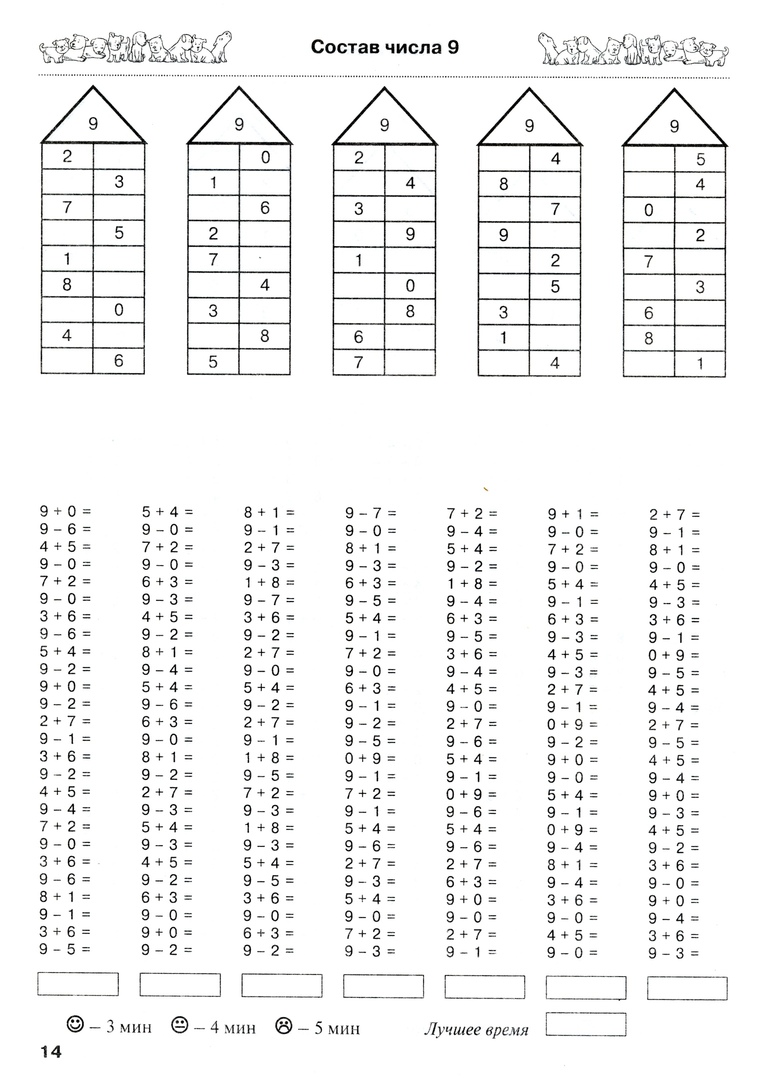 Состав числа 9
9 9 9 9 9
2 0 2 4 5
3 1 4 8 4
7 6 3 7 0
5 2 9 9 2
1 7 1 2 7
8 4 0 5 3
0 3 8 3 6
4 8 6 1 8
6 5 7 4 1
9 + 0 = 5 + 4 = 8 + 1 = 9 – 7 = 7 + 2 = 9 + 1 = 2 + 7 =
9 – 6 = 9 – 0 = 9 – 1 = 9 – 0 = 9 – 4 = 9 – 0 = 9 – 1 =
4 + 5 = 7 + 2 = 2 + 7 = 8 + 1 = 5 + 4 = 7 + 2 = 8 + 1 =
9 – 0 = 9 – 0 = 9 – 3 = 9 – 3 = 9 – 2 = 9 – 0 = 9 – 0 =
7 + 2 = 6 + 3 = 1 + 8 = 6 + 3 = 1 + 8 = 5 + 4 = 4 + 5 =
9 – 0 = 9 – 3 = 9 – 7 = 9 – 5 = 9 – 4 = 9 – 1 = 9 – 3 =
3 + 6 = 4 + 5 = 3 + 6 = 5 + 4 = 6 + 3 = 6 + 3 = 3 + 6 =
9 – 6 = 9 – 2 = 9 – 2 = 9 – 1 = 9 – 5 = 9 – 3 = 9 – 1 =
5 + 4 = 8 + 1 = 2 + 7 = 7 + 2 = 3 + 6 = 4 + 5 = 0 + 9 =
9 – 2 = 9 – 4 = 9 – 0 = 9 – 0 = 9 – 4 = 9 – 3 = 9 – 5 =
9 + 0 = 5 + 4 = 5 + 4 = 6 + 3 = 4 + 5 = 2 + 7 = 4 + 5 =
9 – 2 = 9 – 6 = 9 – 2 = 9 – 1 = 9 – 0 = 9 – 1 = 9 – 4 =
2 + 7 = 6 + 3 = 2 + 7 = 9 – 2 = 2 + 7 = 0 + 9 = 2 + 7 =
9 – 1 = 9 – 0 = 9 – 1 = 9 – 5 = 9 – 6 = 9 – 2 = 9 – 5 =
3 + 6 = 8 + 1 = 1 + 8 = 0 + 9 = 5 + 4 = 9 + 0 = 4 + 5 =
9 – 2 = 9 – 2 = 9 – 5 = 9 – 1 = 9 – 1 = 9 – 0 = 9 – 4 =
4 + 5 = 2 + 7 = 7 + 2 = 7 + 2 = 0 + 9 = 5 + 4 = 9 + 0 =
9 – 4 = 9 – 3 = 9 – 3 = 9 – 1 = 9 – 6 = 9 – 1 = 9 – 3 =
7 + 2 = 5 + 4 = 1 + 8 = 5 + 4 = 5 + 4 = 0 + 9 = 4 + 5 =
9 – 0 = 9 – 3 = 9 – 3 = 9 – 6 = 9 – 6 = 9 – 4 = 9 – 2 =
3 + 6 = 4 + 5 = 5 + 4 = 2 + 7 = 2 + 7 = 8 + 1 = 3 + 6 =
9 – 6 = 9 – 2 = 9 – 5 = 9 – 3 = 6 + 3 = 9 – 4 = 9 – 0 =
8 + 1 = 6 + 3 = 3 + 6 = 5 + 4 = 9 + 0 = 3 + 6 = 9 + 0 =
9 – 1 = 9 – 0 = 9 – 0 = 9 – 0 = 9 – 0 = 9 – 0 = 9 – 4 =
3 + 6 = 9 + 0 = 6 + 3 = 7 + 2 = 2 + 7 = 4 + 5 = 3 + 6 =
9 – 5 = 9 – 2 = 9 – 2 = 9 – 3 = 9 – 1 = 9 – 0 = 9 – 3 =
– 3 мин – 4 мин – 5 мин Лучшее время
14